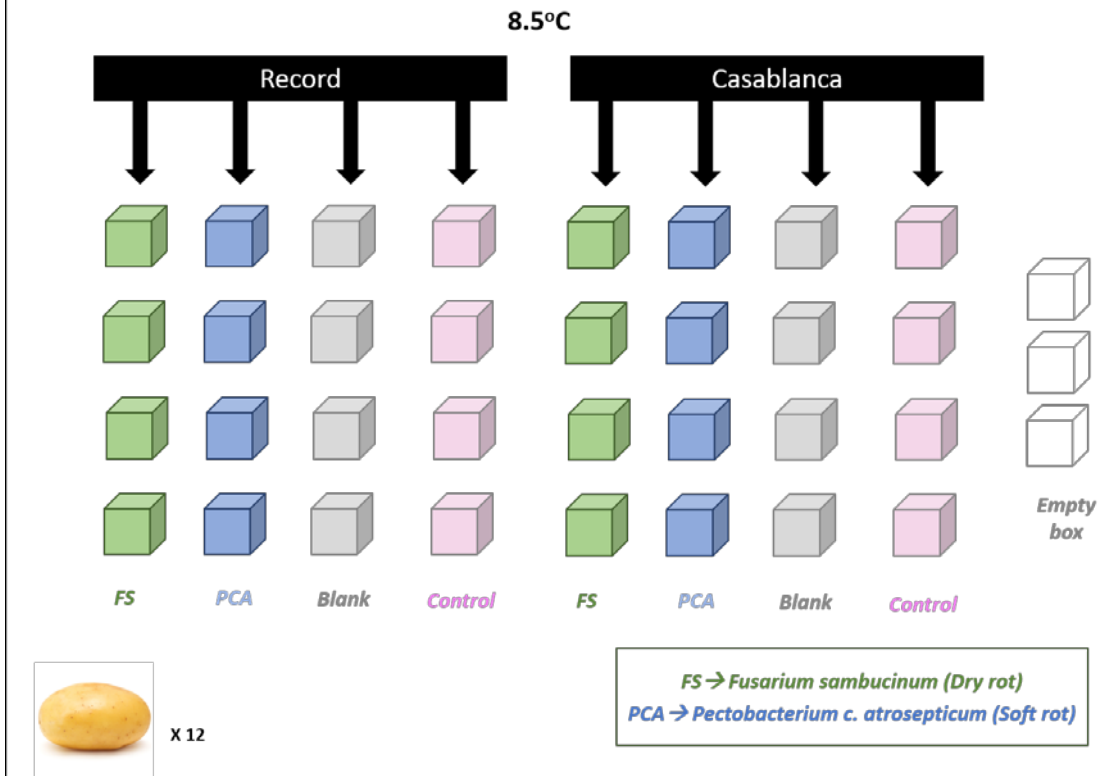 8.5°C
Record
Casablanca
FS
PCA
Blank
Control
FS
PCA
Blank
Control
Empty
box
X 12
FS → Fusarium sambucinum (Dry rot)
PCA → Pectobacterium c. atrosepticum (Soft rot)